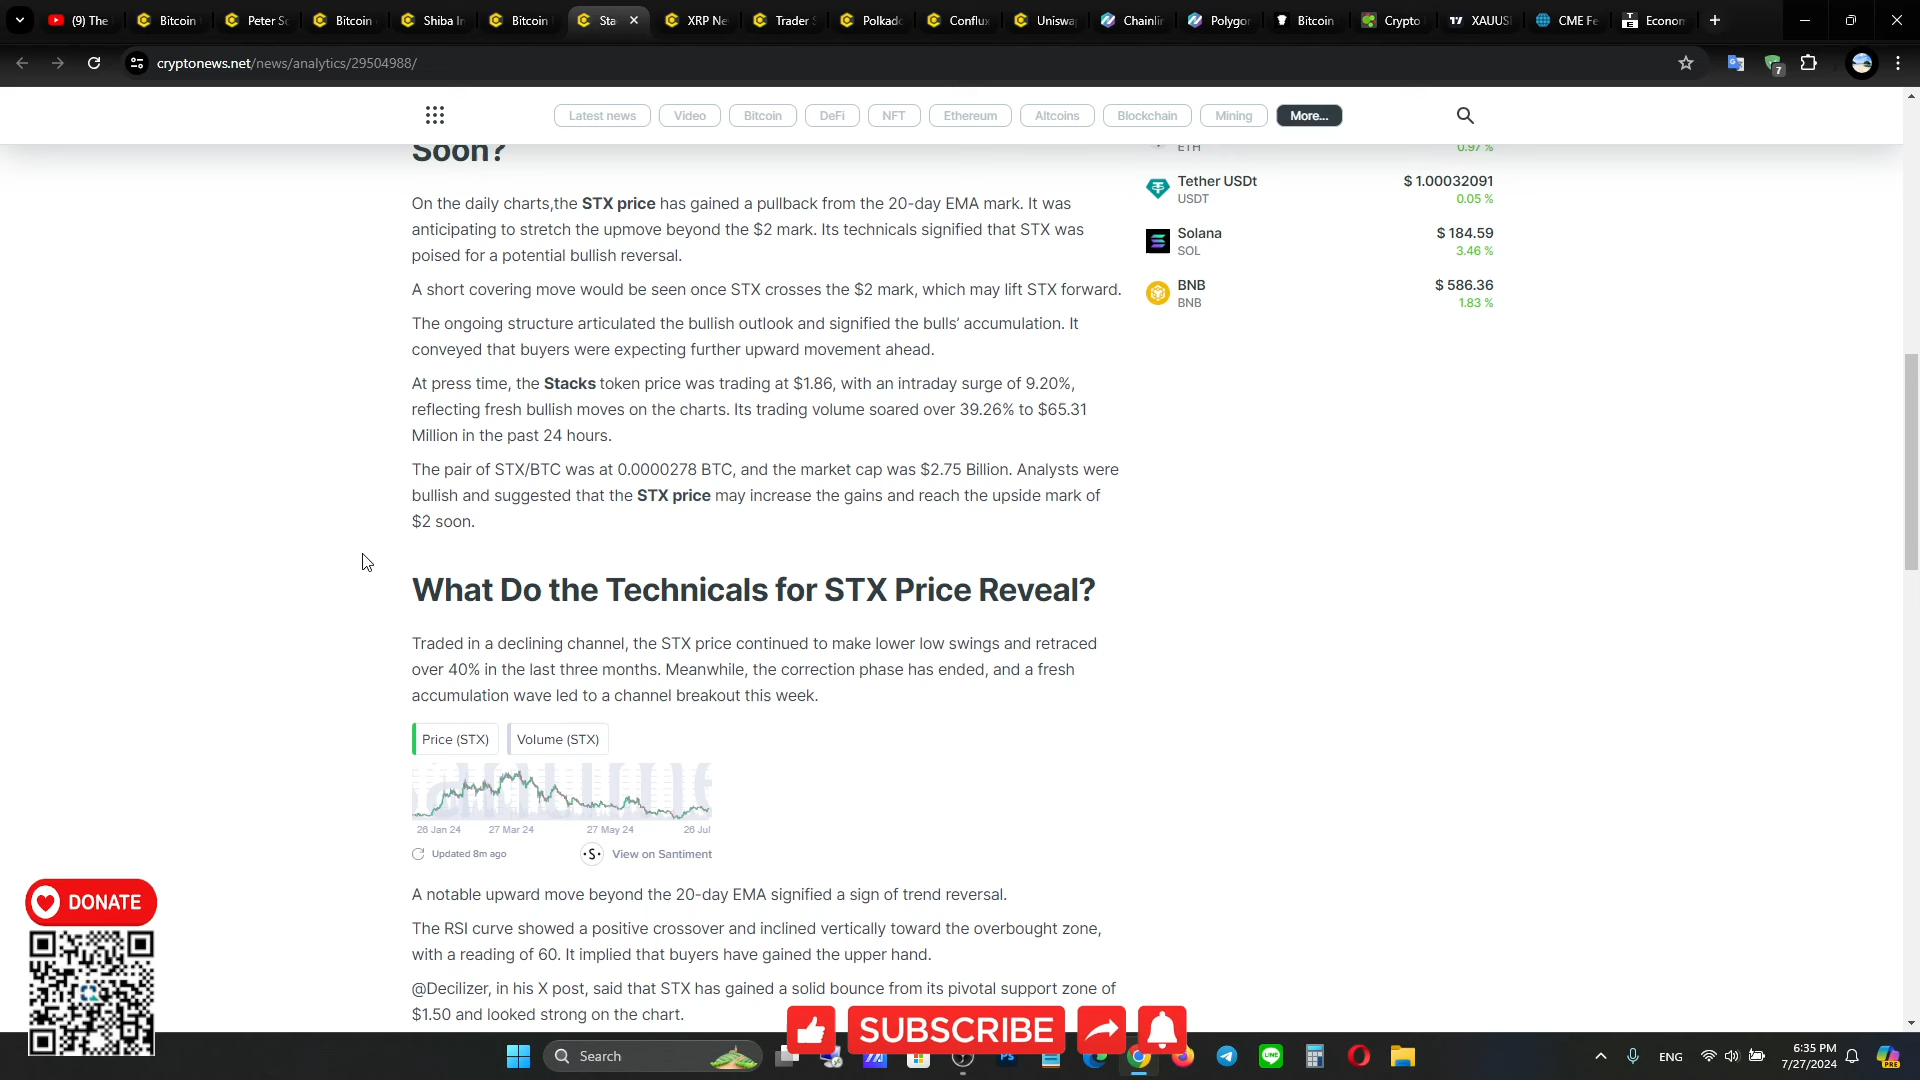 (9) The
Bitcoin
Peter Sc
Bitcoin
Shiba In
Bitcoin
Sta
XRP Ne
Trader
Polkado
Conflux
Uniswap
Chainlin
Polygon
Bitcoin
Crypto
XAUUS
CME Fe
Econom
cryptonews.net/news/analytics/29504988/
7
Latest news
Video
Bitcoin
DeFi
NFT
Ethereum
Altcoins
Blockchain
Mining
More...
Soon?
On the daily charts,the STX price has gained a pullback from the 20-day EMA mark. It was
anticipating to stretch the upmove beyond the $2 mark. Its technicals signified that STX was
poised for a potential bullish reversal.
A short covering move would be seen once STX crosses the $2 mark, which may lift STX forward.
The ongoing structure articulated the bullish outlook and signified the bulls' accumulation. It
conveyed that buyers were expecting further upward movement ahead.
At press time, the Stacks token price was trading at $1.86, with an intraday surge of 9.20%,
reflecting fresh bullish moves on the charts. Its trading volume soared over 39.26% to $65.31
Million in the past 24 hours.
The pair of STX/BTC was at 0.0000278 BTC, and the market cap was $2.75 Billion. Analysts were
bullish and suggested that the STX price may increase the gains and reach the upside mark of
$2 soon.
ETH 0.97 %
Tether USDt $ 1.00032091
USDT 0.05 %
Solana $ 184.59
SOL 3.46 %
BNB $ 586.36
BNB 1.83 %
What Do the Technicals for STX Price Reveal?
Traded in a declining channel, the STX price continued to make lower low swings and retraced
over 40% in the last three months. Meanwhile, the correction phase has ended, and a fresh
accumulation wave led to a channel breakout this week.
Price (STX) Volume (STX)
26 Jan 24 27 Mar 24 27 May 24 26 Jul
Updated 8m ago ·S· View on Santiment
A notable upward move beyond the 20-day EMA signified a sign of trend reversal.
The RSI curve showed a positive crossover and inclined vertically toward the overbought zone,
with a reading of 60. It implied that buyers have gained the upper hand.
@Decilizer, in his X post, said that STX has gained a solid bounce from its pivotal support zone of
$1.50 and looked strong on the chart.
DONATE
SUBSCRIBE
Search
ENG
6:35 PM
7/27/2024